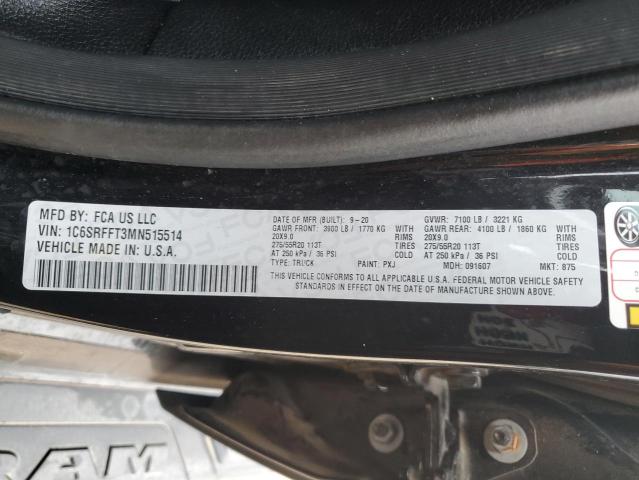 MFD BY: FCA US LLC
VIN: 1C6SRFFT3MN515514
VEHICLE MADE IN: U.S.A.
DATE OF MFR (BUILT): 9-20 GVWR: 7100 LB / 3221 KG
GAWR FRONT: 3900 LB / 1770 KG WITH GAWR REAR: 4100 LB / 1860 KG WITH
20X9.0 TIRES 20X9.0 TIRES
275/55R20 113T RIMS 275/55R20 113T RIMS
AT 250 kPa / 36 PSI COLD AT 250 kPa / 36 PSI COLD
TYPE: TRUCK PAINT: PXJ MDH: 091607 MKT: 875
THIS VEHICLE CONFORMS TO ALL APPLICABLE U.S.A. FEDERAL MOTOR VEHICLE SAFETY
STANDARDS IN EFFECT ON THE DATE OF MANUFACTURE SHOWN ABOVE.
RAM